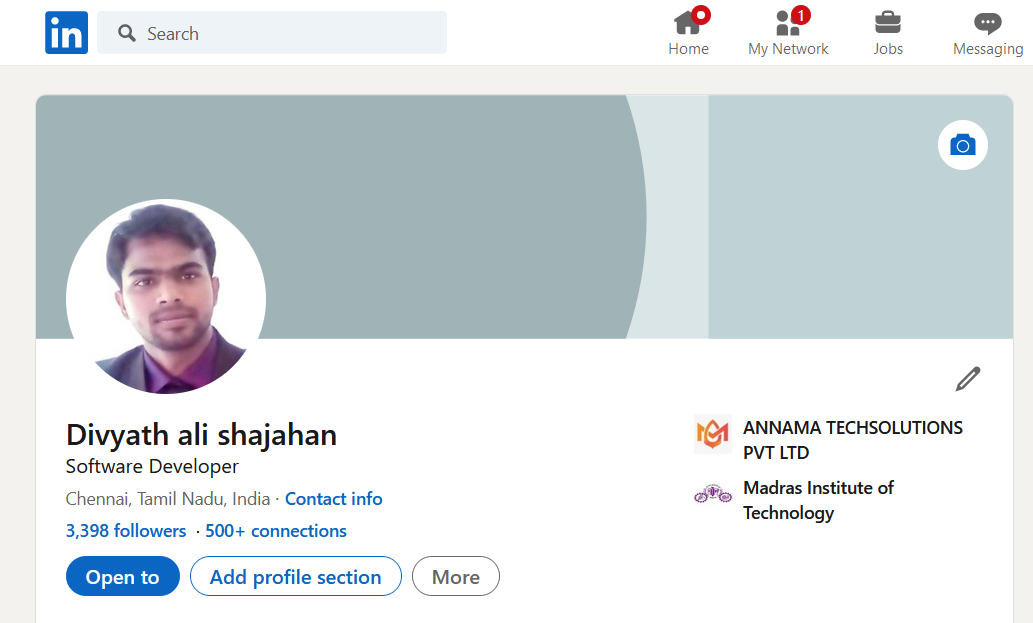 in
Search
Home
1
My Network
Jobs
Messaging
Divyath ali shajahan
Software Developer
Chennai, Tamil Nadu, India · Contact info
3,398 followers · 500+ connections
Open to
Add profile section
More
ANNAMA TECHSOLUTIONS
PVT LTD
Madras Institute of
Technology